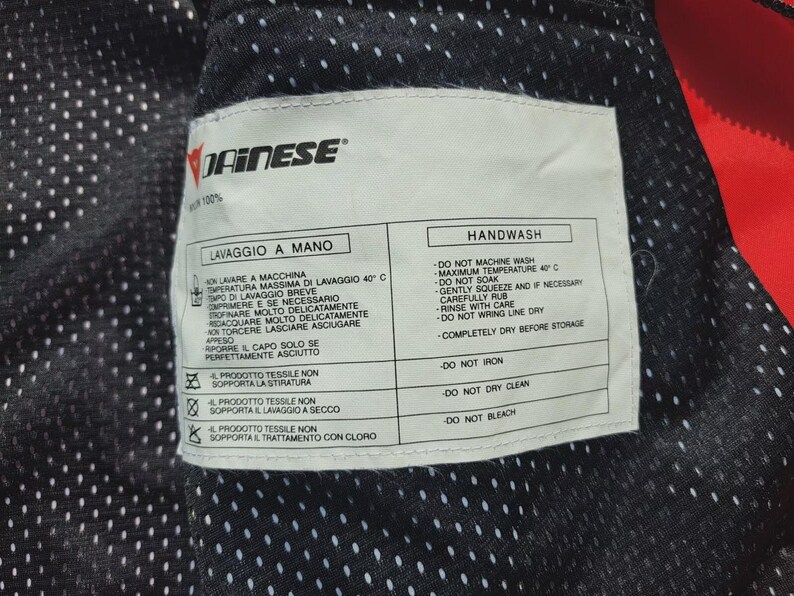 DAINESE®
NYLON 100%
LAVAGGIO A MANO
-NON LAVARE A MACCHINA
-TEMPERATURA MASSIMA DI LAVAGGIO 40° C
-TEMPO DI LAVAGGIO BREVE
-COMPRIMERE E SE NECESSARIO
STROFINARE MOLTO DELICATAMENTE
-RISCIACQUARE MOLTO DELICATAMENTE
-NON TORCERE LASCIARE ASCIUGARE
APPESO
-RIPORRE IL CAPO SOLO SE
PERFETTAMENTE ASCIUTTO
-IL PRODOTTO TESSILE NON
SOPPORTA LA STIRATURA
-IL PRODOTTO TESSILE NON
SOPPORTA IL LAVAGGIO A SECCO
-IL PRODOTTO TESSILE NON
SOPPORTA IL TRATTAMENTO CON CLORO
HANDWASH
-DO NOT MACHINE WASH
-MAXIMUM TEMPERATURE 40° C
-DO NOT SOAK
-GENTLY SQUEEZE AND IF NECESSARY
CAREFULLY RUB
-RINSE WITH CARE
-DO NOT WRING LINE DRY
-COMPLETELY DRY BEFORE STORAGE
-DO NOT IRON
-DO NOT DRY CLEAN
-DO NOT BLEACH